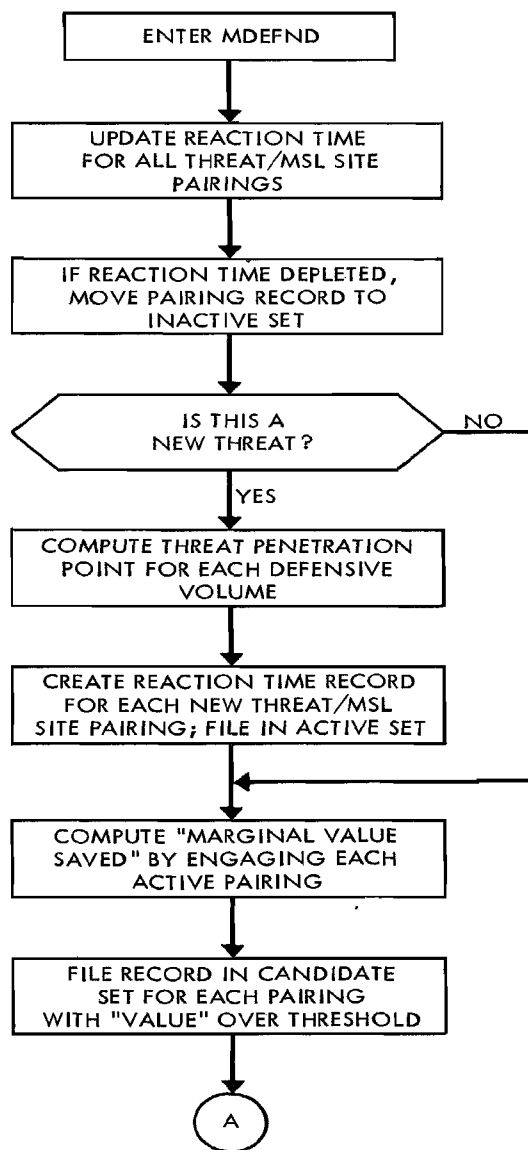 ENTER MDEFND
UPDATE REACTION TIME
FOR ALL THREAT/MSL SITE
PAIRINGS
IF REACTION TIME DEPLETED,
MOVE PAIRING RECORD TO
INACTIVE SET
IS THIS A
NEW THREAT?
NO
YES
COMPUTE THREAT PENETRATION
POINT FOR EACH DEFENSIVE
VOLUME
CREATE REACTION TIME RECORD
FOR EACH NEW THREAT/MSL
SITE PAIRING; FILE IN ACTIVE SET
COMPUTE "MARGINAL VALUE
SAVED" BY ENGAGING EACH
ACTIVE PAIRING
FILE RECORD IN CANDIDATE
SET FOR EACH PAIRING
WITH "VALUE" OVER THRESHOLD
A